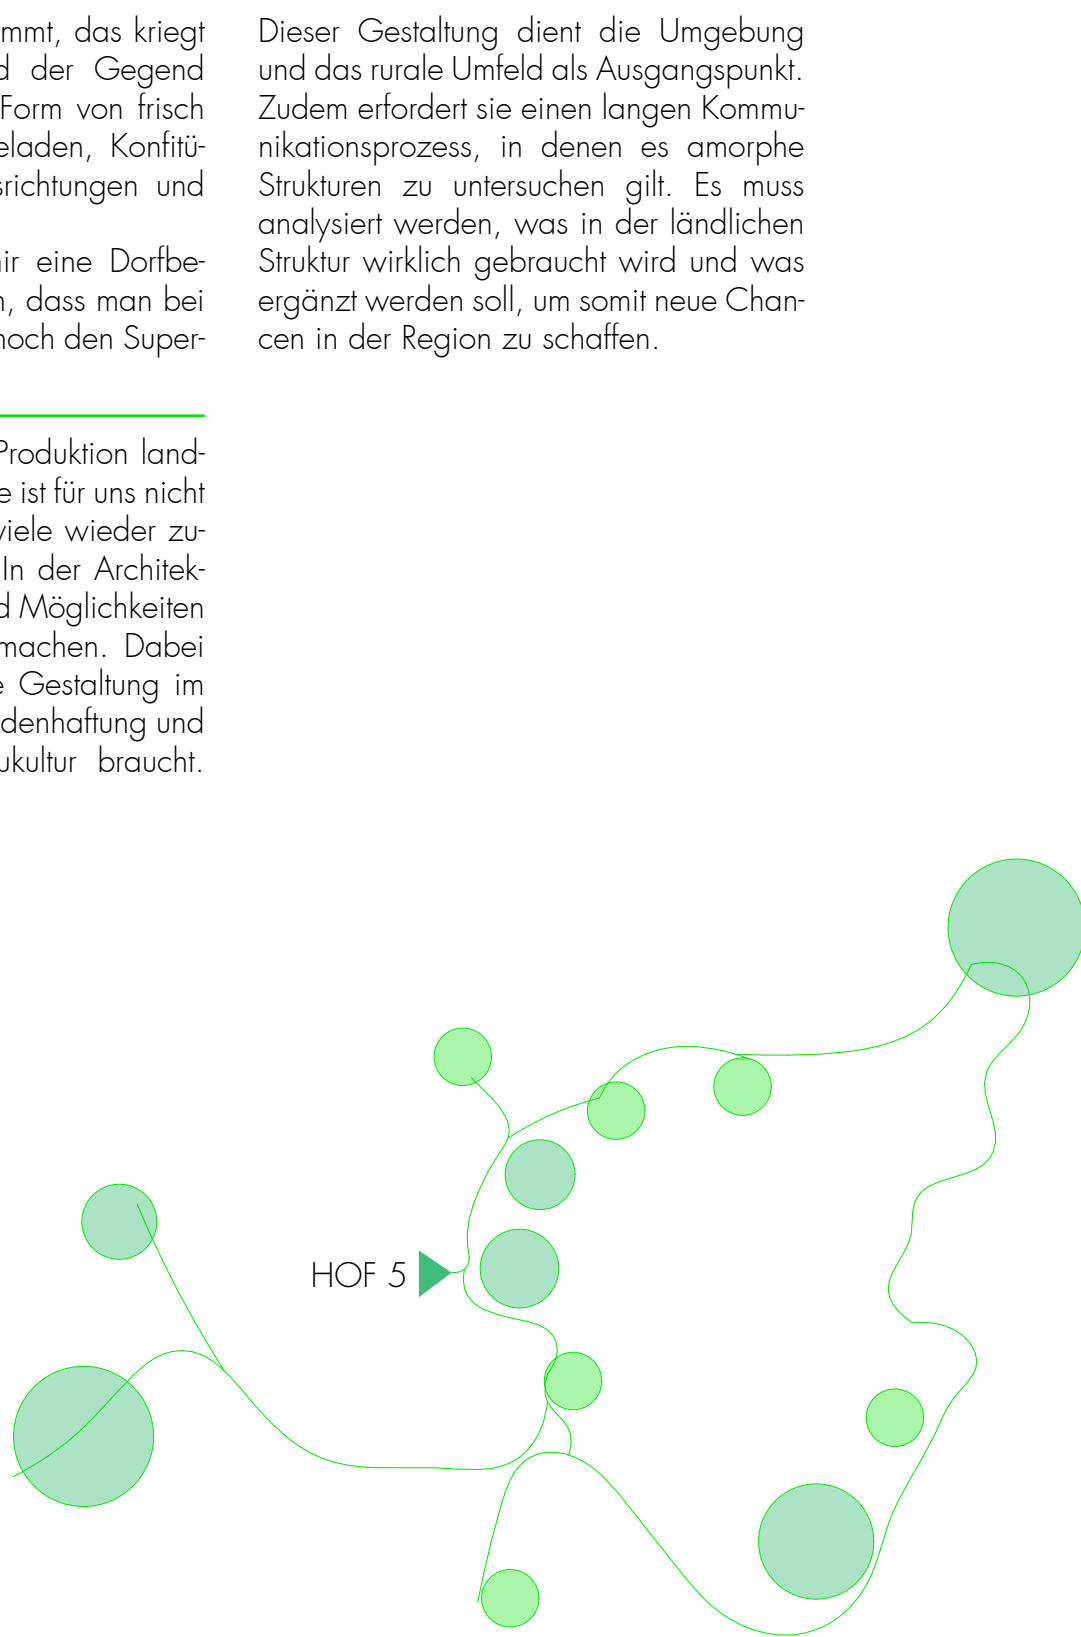 mmt, das kriegt
d der Gegend
Form von frisch
eladen, Konfitü-
srichtungen und
ir eine Dorfbe-
n, dass man bei
noch den Super-
Produktion land-
e ist für uns nicht
viele wieder zu-
In der Architek-
d Möglichkeiten
machen. Dabei
e Gestaltung im
denhaftung und
ukultur braucht.
Dieser Gestaltung dient die Umgebung
und das rurale Umfeld als Ausgangspunkt.
Zudem erfordert sie einen langen Kommu-
nikationsprozess, in denen es amorphe
Strukturen zu untersuchen gilt. Es muss
analysiert werden, was in der ländlichen
Struktur wirklich gebraucht wird und was
ergänzt werden soll, um somit neue Chan-
cen in der Region zu schaffen.
HOF 5